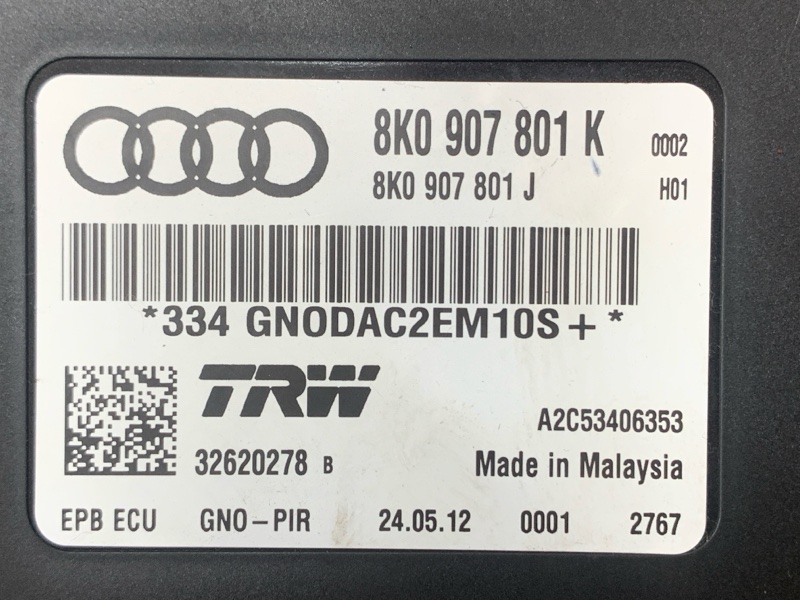 8K0 907 801 K 0002
8K0 907 801 J H01
*334 GNODAC2EM10S+*
TRW
A2C53406353
32620278 B Made in Malaysia
EPB ECU GNO-PIR 24.05.12 0001 2767